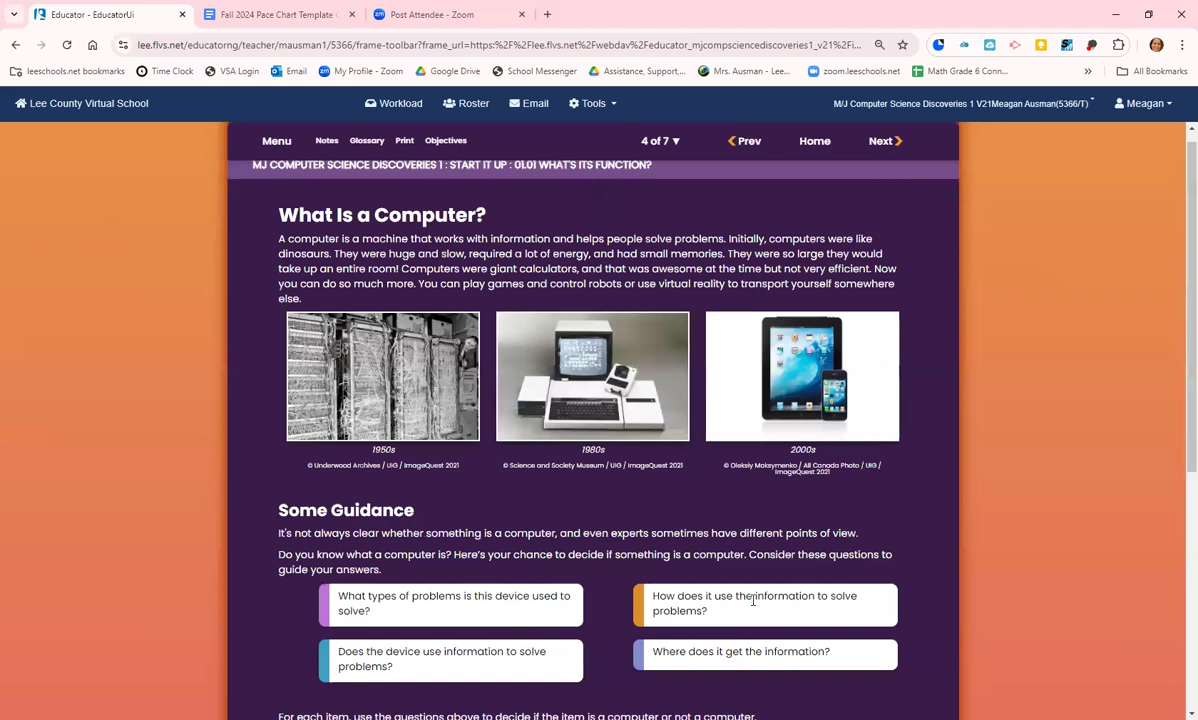 Educator - EducatorUi
Fall 2024 Pace Chart Template
Post Attendee - Zoom
lee.flvs.net/educatorng/teacher/mausman1/5366/frame-toolbar?frame_url=https:%2F%2Flee.flvs.net%2Fwebdav%2Feducator_mjcompsciencediscoveries1_v21%2Fi...
leeschools.net bookmarks
Time Clock
VSA Login
Email
My Profile - Zoom
Google Drive
School Messenger
Assistance, Support,...
Mrs. Ausman - Lee...
zoom.leeschools.net
Math Grade 6 Conn...
All Bookmarks
Lee County Virtual School
Workload
Roster
Email
Tools
M/J Computer Science Discoveries 1 V21Meagan Ausman(5366/T)
Meagan
Menu
Notes
Glossary
Print
Objectives
4 of 7
Prev
Home
Next
MJ COMPUTER SCIENCE DISCOVERIES 1 : START IT UP : 01.01 WHAT'S ITS FUNCTION?
What Is a Computer?
A computer is a machine that works with information and helps people solve problems. Initially, computers were like
dinosaurs. They were huge and slow, required a lot of energy, and had small memories. They were so large they would
take up an entire room! Computers were giant calculators, and that was awesome at the time but not very efficient. Now
you can do so much more. You can play games and control robots or use virtual reality to transport yourself somewhere
else.
1950s
1980s
2000s
© Underwood Archives / UIG / ImageQuest 2021
© Science and Society Museum / UIG / ImageQuest 2021
© Oleksiy Maksymenko / All Canada Photo / UIG /
ImageQuest 2021
Some Guidance
It's not always clear whether something is a computer, and even experts sometimes have different points of view.
Do you know what a computer is? Here's your chance to decide if something is a computer. Consider these questions to
guide your answers.
What types of problems is this device used to
solve?
How does it use the information to solve
problems?
Does the device use information to solve
problems?
Where does it get the information?
For each item, use the questions above to decide if the item is a computer or not a computer.